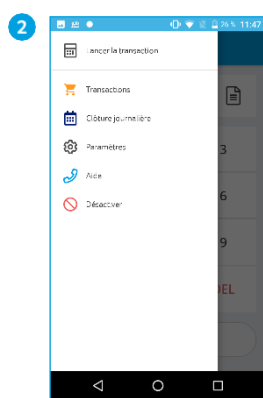 2
26 % 11:47
Lancer la transaction
Transactions
Clôture journalière
3
Paramètres
Aide
6
Désactiver
9
DEL